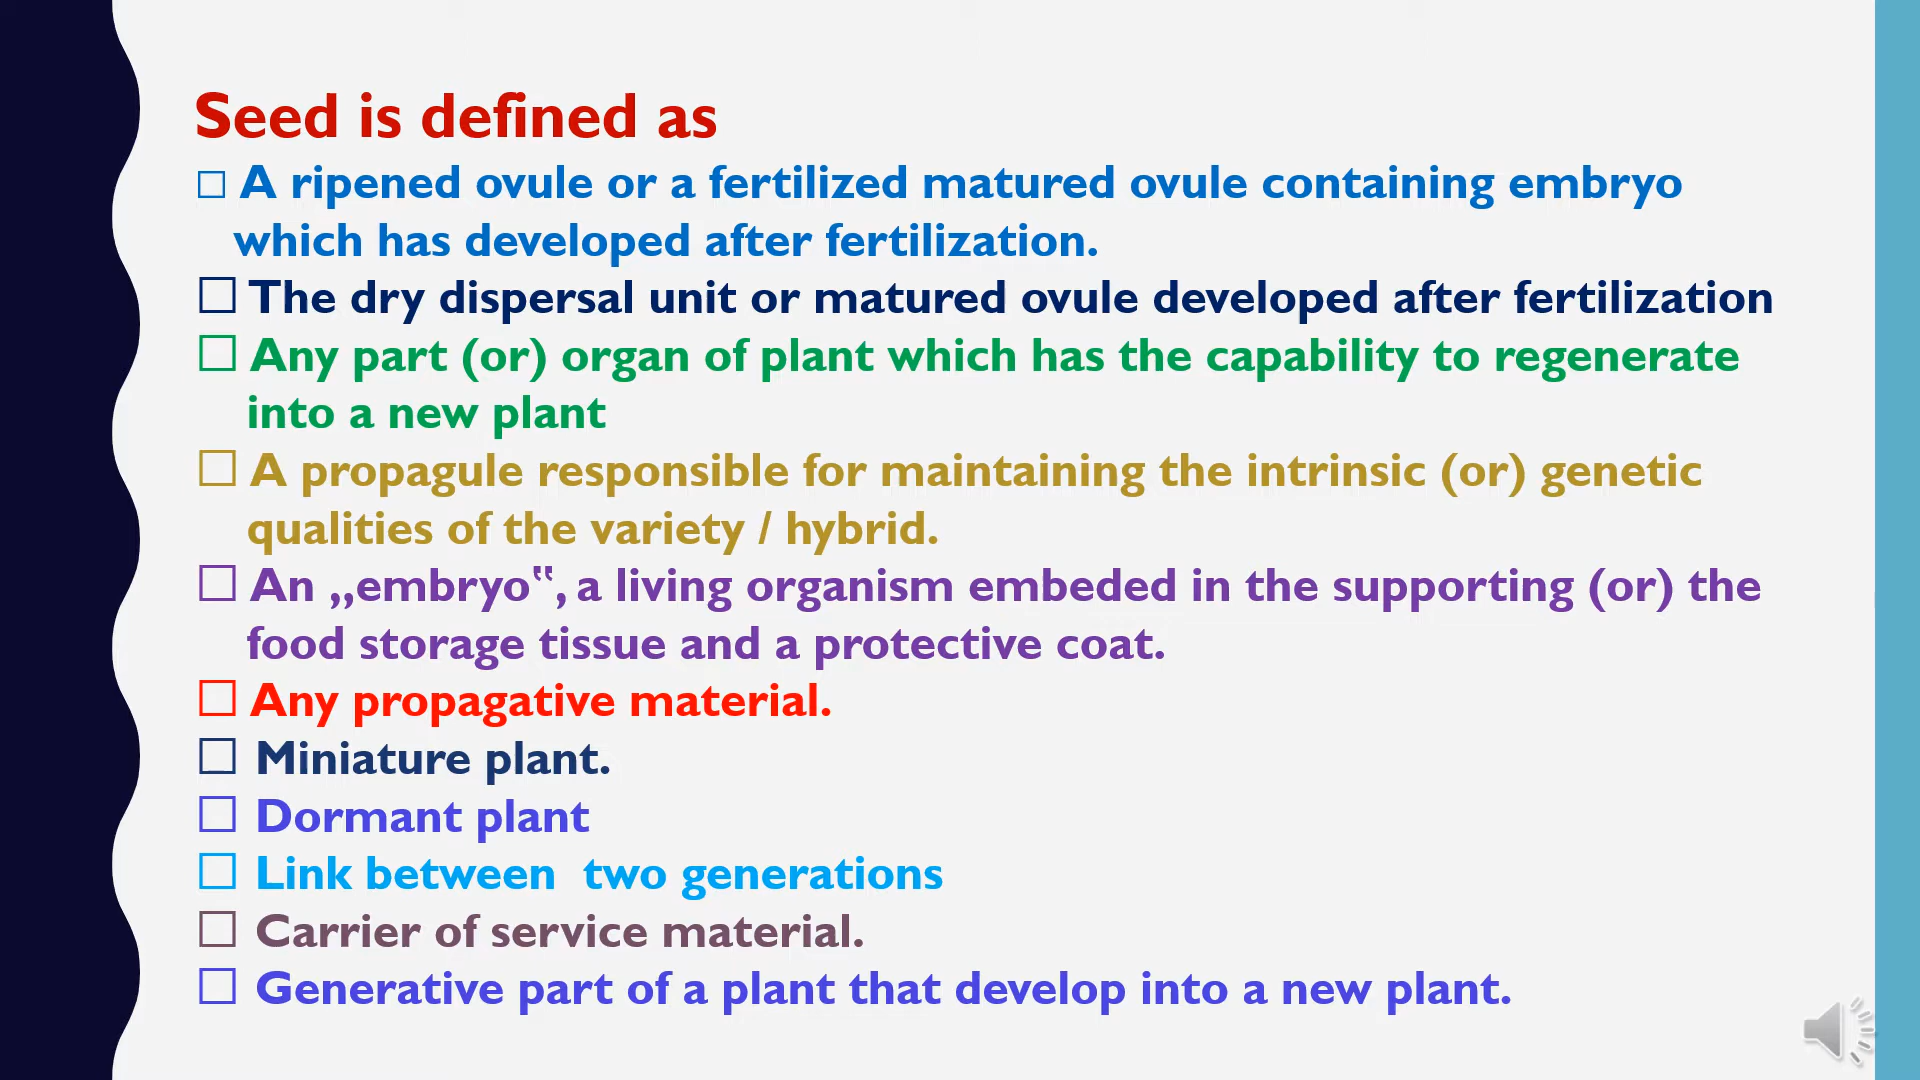 Seed is defined as
□ A ripened ovule or a fertilized matured ovule containing embryo
which has developed after fertilization.
□ The dry dispersal unit or matured ovule developed after fertilization
□ Any part (or) organ of plant which has the capability to regenerate
into a new plant
□ A propagule responsible for maintaining the intrinsic (or) genetic
qualities of the variety / hybrid.
□ An „embryo‟, a living organism embeded in the supporting (or) the
food storage tissue and a protective coat.
□ Any propagative material.
□ Miniature plant.
□ Dormant plant
□ Link between  two generations
□ Carrier of service material.
□ Generative part of a plant that develop into a new plant.